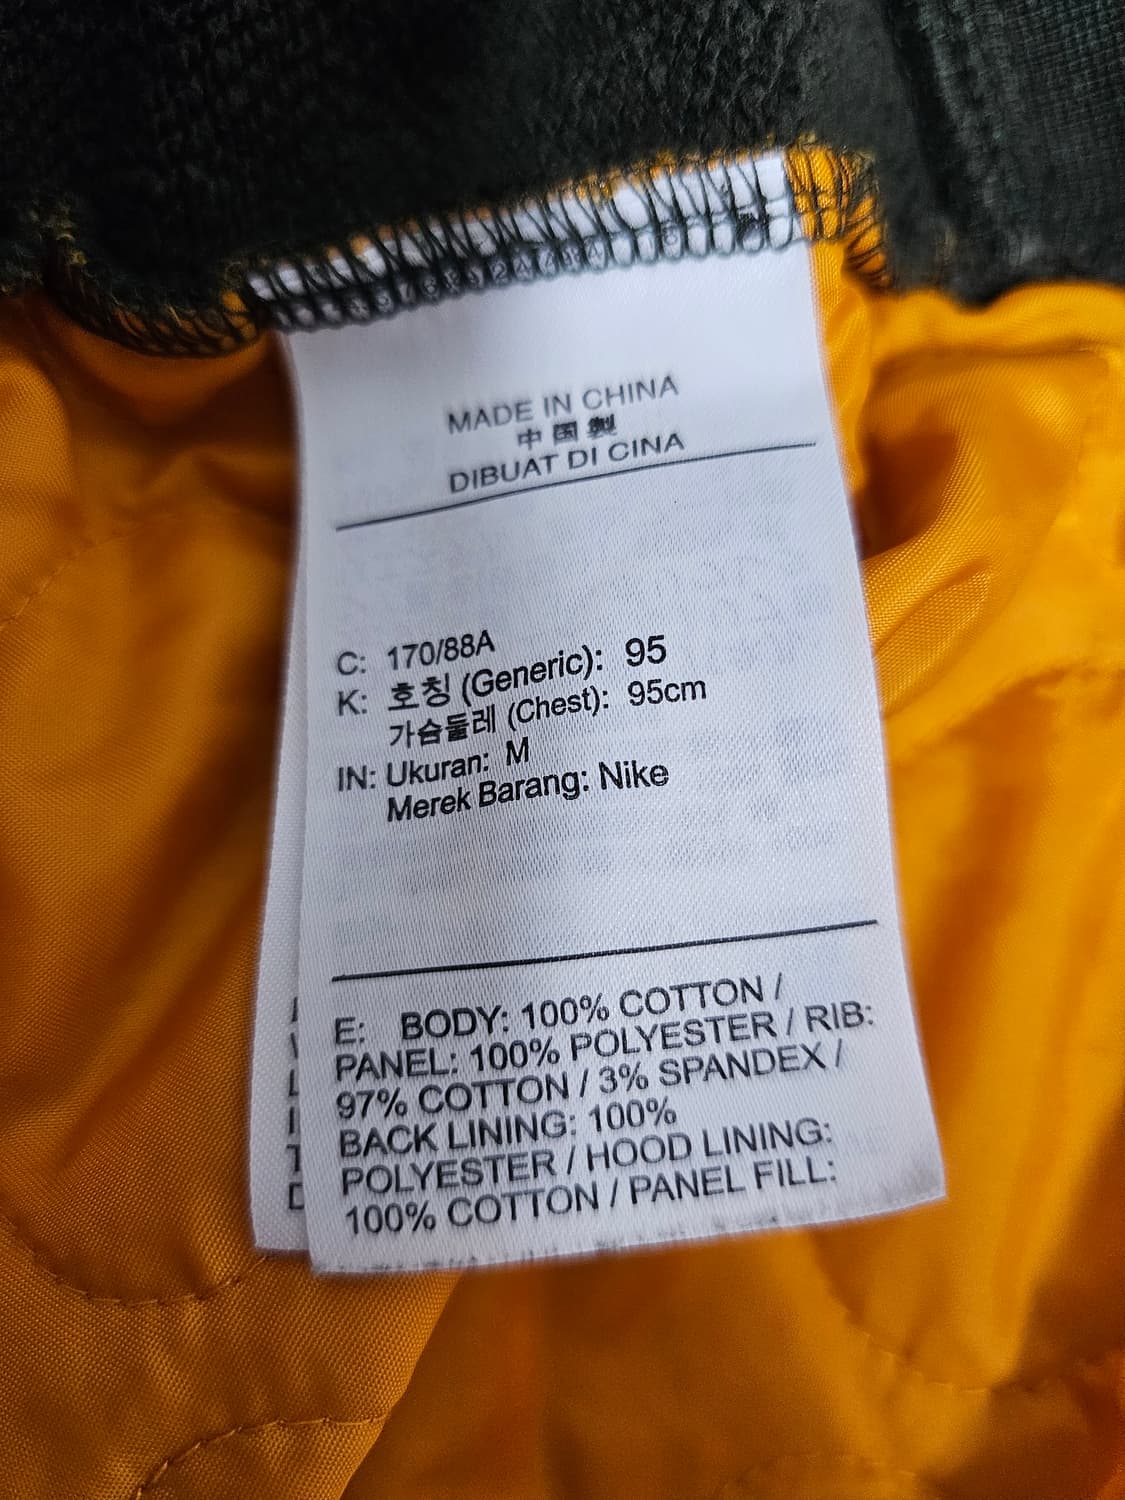 MADE IN CHINA
中国製
DIBUAT DI CINA
C: 170/88A
K: 호칭 (Generic): 95
가슴둘레 (Chest): 95cm
IN: Ukuran: M
Merek Barang: Nike
E: BODY: 100% COTTON /
PANEL: 100% POLYESTER / RIB:
97% COTTON / 3% SPANDEX /
BACK LINING: 100%
POLYESTER / HOOD LINING:
100% COTTON / PANEL FILL: